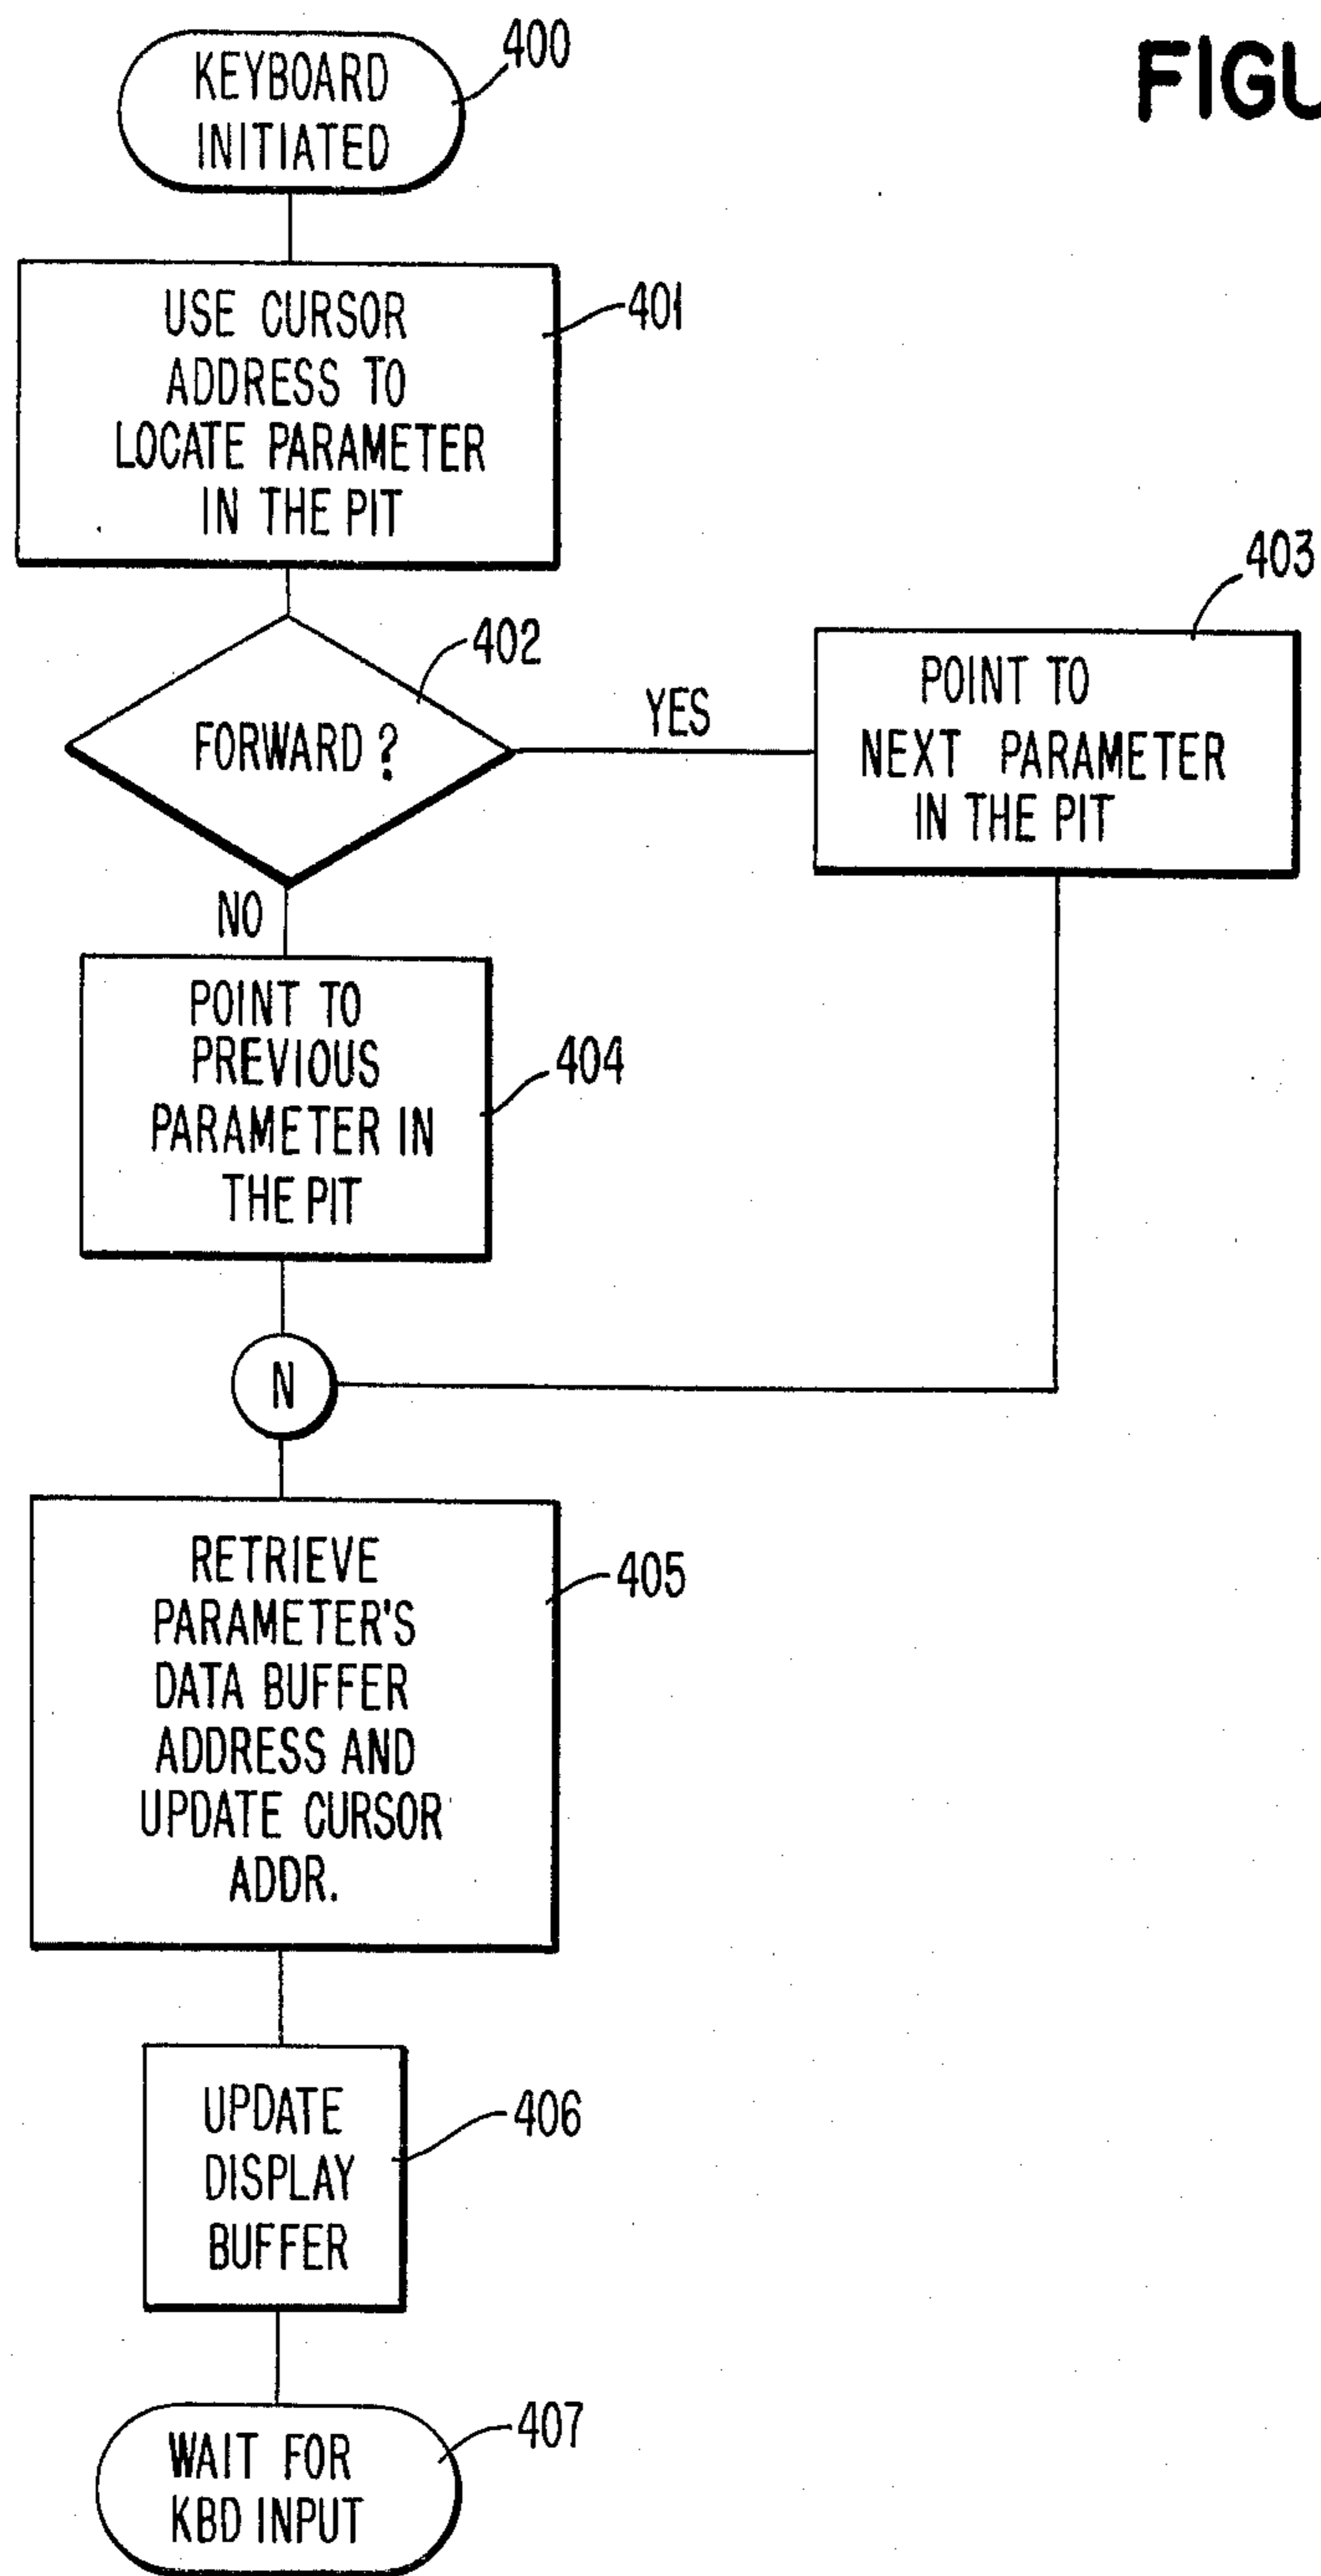 FIGU
KEYBOARD
INITIATED
400
USE CURSOR
ADDRESS TO
LOCATE PARAMETER
IN THE PIT
401
FORWARD?
402
YES
NO
POINT TO
NEXT PARAMETER
IN THE PIT
403
POINT TO
PREVIOUS
PARAMETER IN
THE PIT
404
N
RETRIEVE
PARAMETER'S
DATA BUFFER
ADDRESS AND
UPDATE CURSOR
ADDR.
405
UPDATE
DISPLAY
BUFFER
406
WAIT FOR
KBD INPUT
407